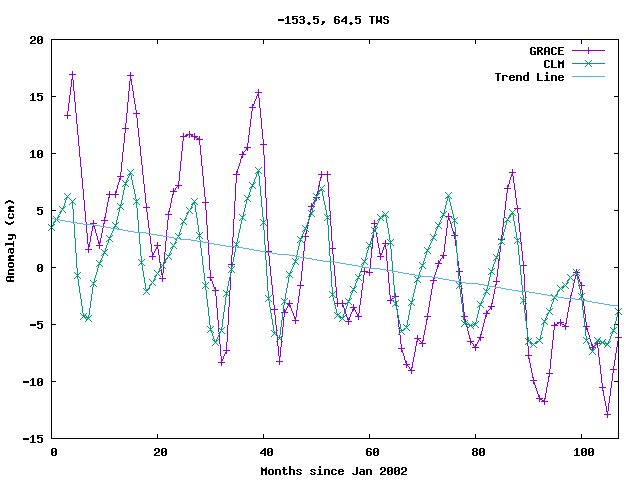 -153.5, 64.5 TWS
GRACE
CLM
Trend Line
20
15
10
5
0
-5
-10
-15
Anomaly (cm)
0 20 40 60 80 100
Months since Jan 2002